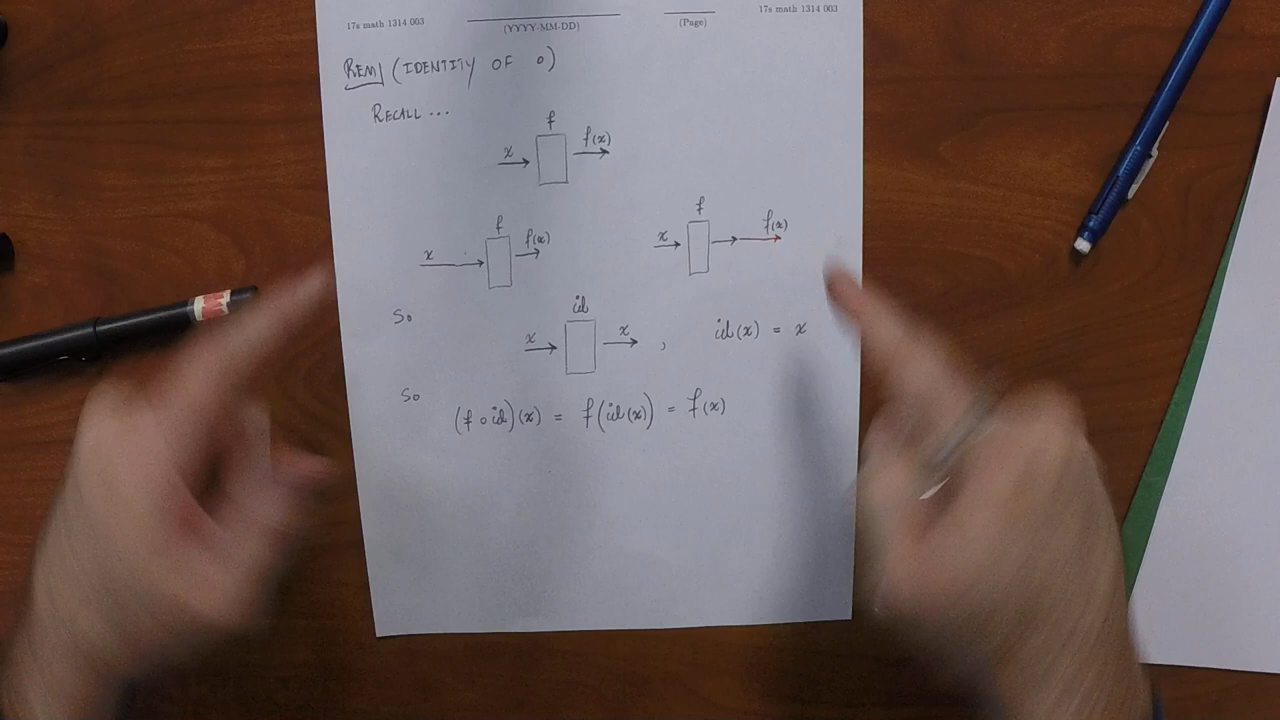 17s math 1314 003 (YYYY-MM-DD) (Page) 17s math 1314 003
REM (IDENTITY OF ∘)
RECALL ...
f
x f(x)
f f
x f(x) x f(x)
id
So x x , id(x) = x
So
(f ∘ id)(x) = f(id(x)) = f(x)